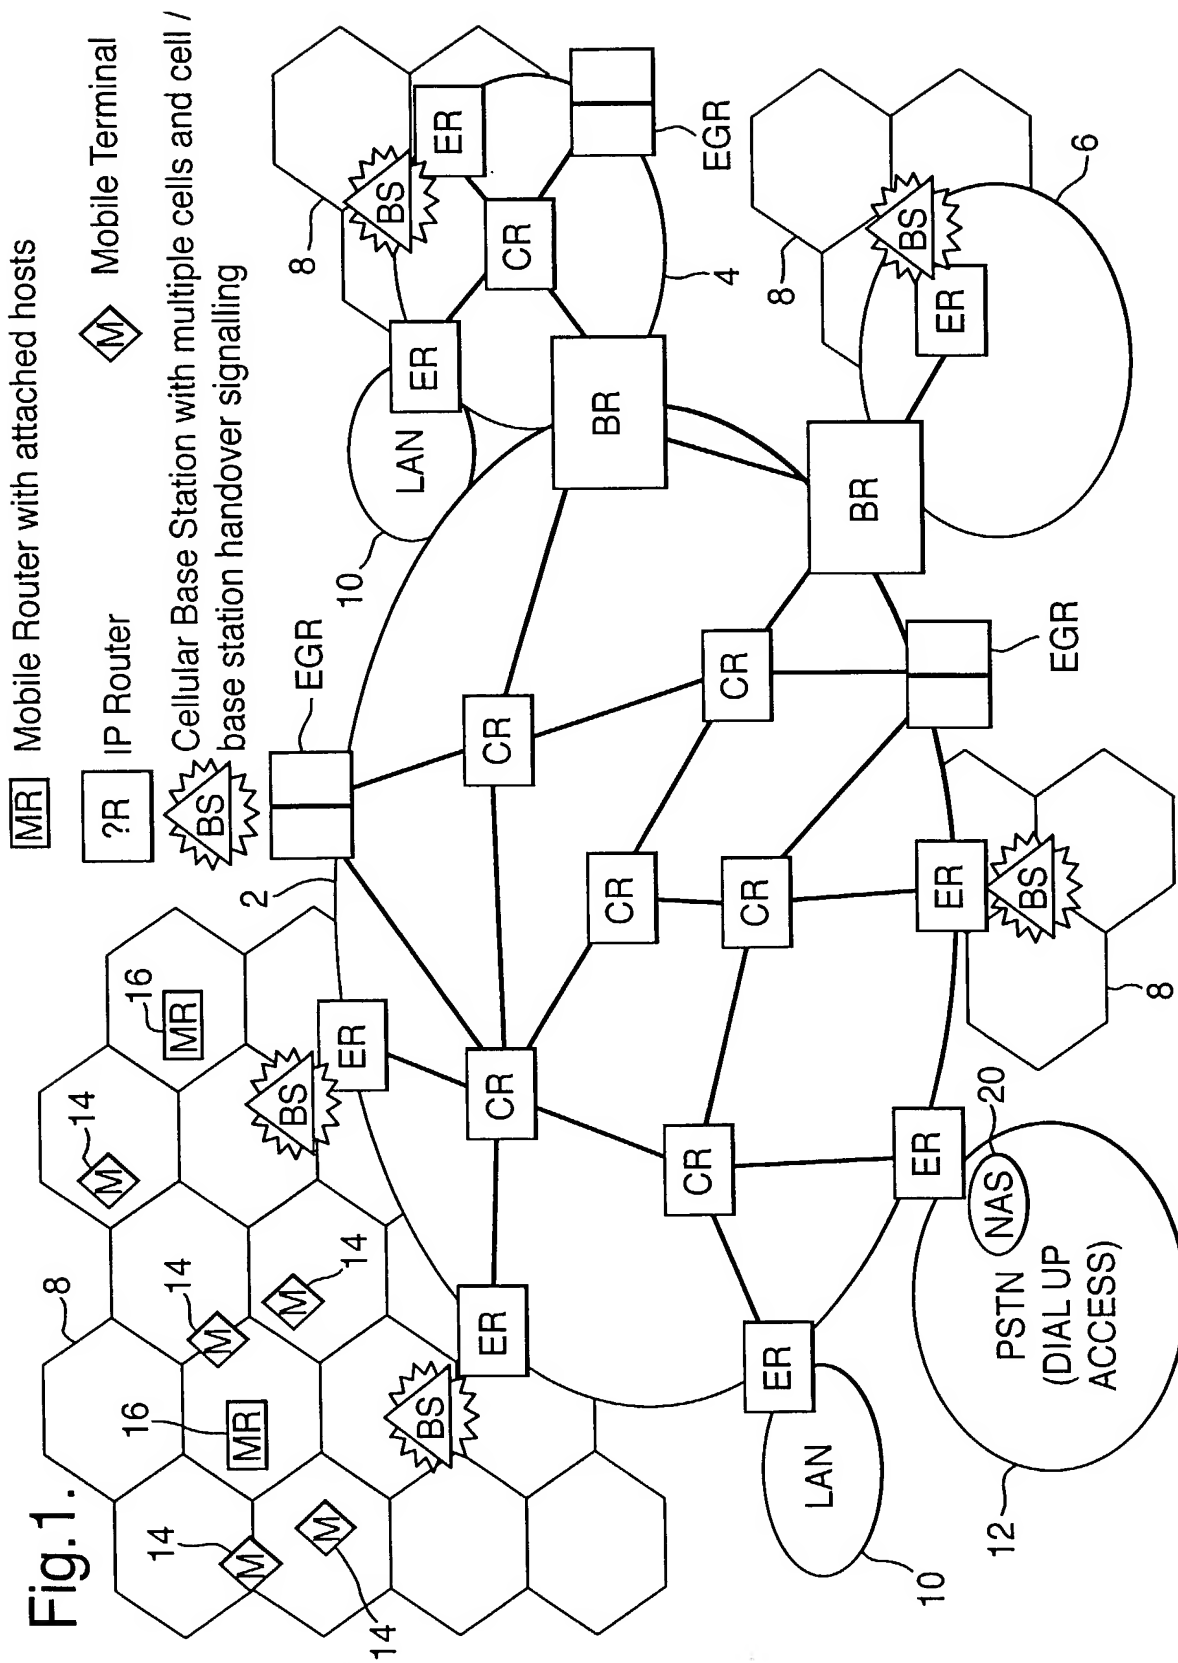 Fig.1.
MR Mobile Router with attached hosts
?R IP Router
M Mobile Terminal
BS Cellular Base Station with multiple cells and cell /
base station handover signalling
8
14
M
16
16
14
14
MR
M
MR
M
2
M
BS
8
EGR
M
10
14
ER
14
BS
LAN
ER
BS
ER
CR
ER
CR
CR
BR
CR
CR
EGR
4
CR
CR
ER
8
LAN
BR
BS
10
ER
ER
ER
20
NAS
12
PSTN
(DIAL UP
ACCESS)
BS
EGR
6
8